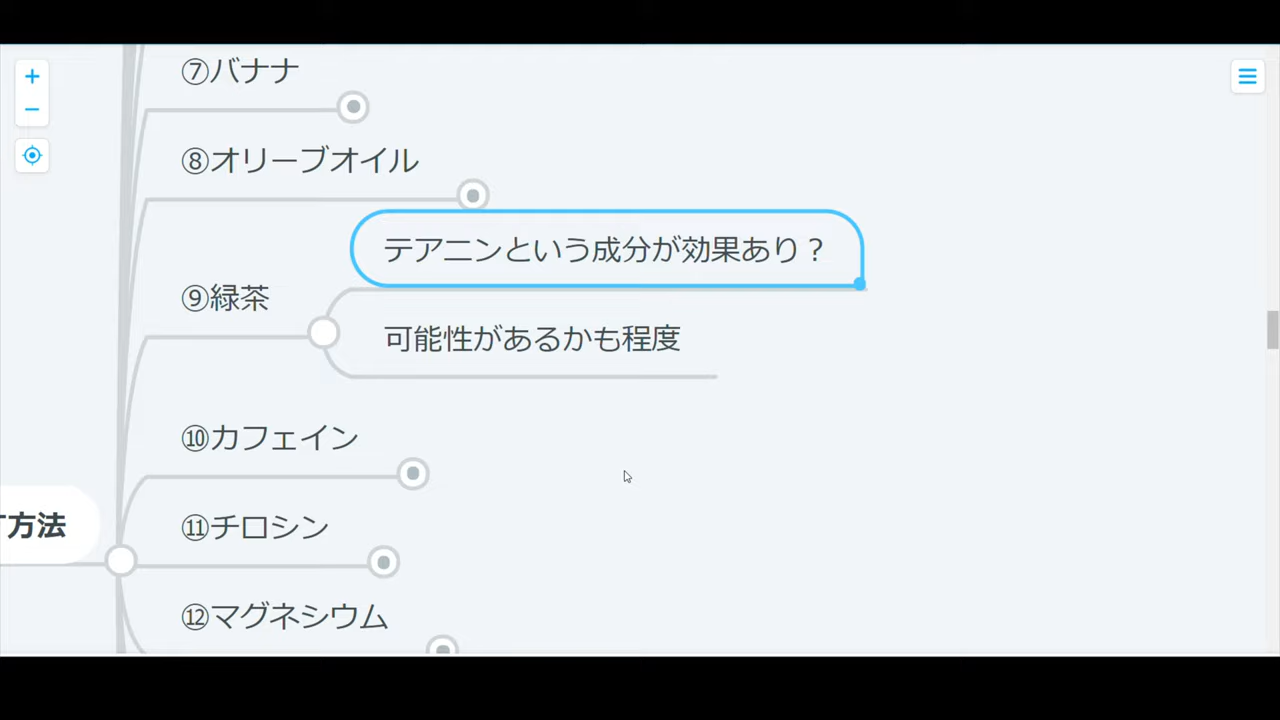 ⑦バナナ
⑧オリーブオイル
テアニンという成分が効果あり？
⑨緑茶
可能性があるかも程度
⑩カフェイン
方法
⑪チロシン
⑫マグネシウム